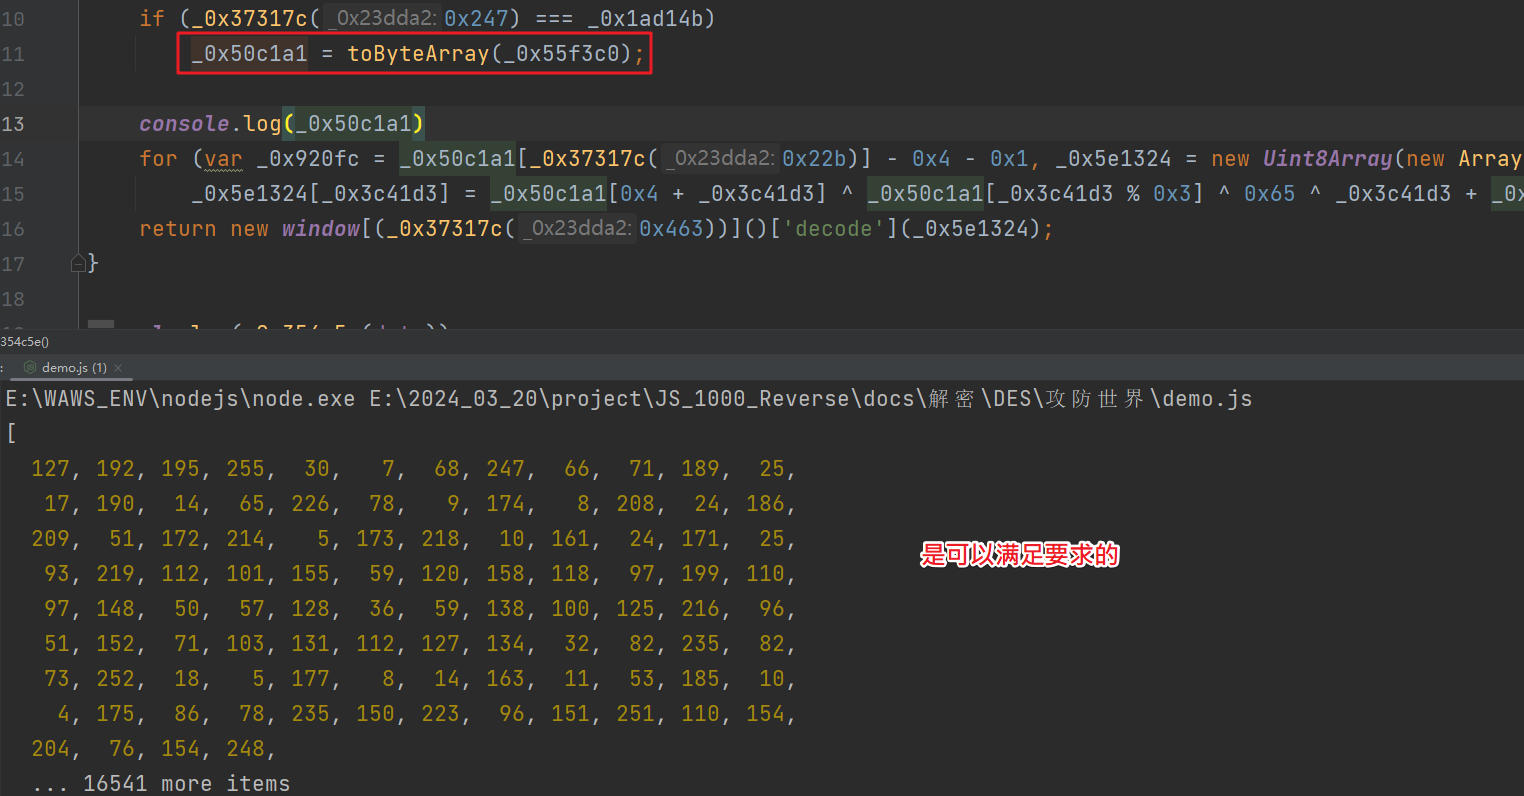 10 if (_0x37317c( _0x23dda2: 0x247) === _0x1ad14b)
11 _0x50c1a1 = toByteArray(_0x55f3c0);
12
13 console.log(_0x50c1a1)
14 for (var _0x920fc = _0x50c1a1[_0x37317c( _0x23dda2: 0x22b)] - 0x4 - 0x1, _0x5e1324 = new Uint8Array(new Array
15 _0x5e1324[_0x3c41d3] = _0x50c1a1[0x4 + _0x3c41d3] ^ _0x50c1a1[_0x3c41d3 % 0x3] ^ 0x65 ^ _0x3c41d3 + _0x
16 return new window[(_0x37317c( _0x23dda2: 0x463))]()['decode'](_0x5e1324);
17 }
18
354c5e()
: demo.js (1) ×
E:\WAWS_ENV\nodejs\node.exe E:\2024_03_20\project\JS_1000_Reverse\docs\解密\DES\攻防世界\demo.js
[
127, 192, 195, 255, 30, 7, 68, 247, 66, 71, 189, 25,
17, 190, 14, 65, 226, 78, 9, 174, 8, 208, 24, 186,
209, 51, 172, 214, 5, 173, 218, 10, 161, 24, 171, 25,
是可以满足要求的
93, 219, 112, 101, 155, 59, 120, 158, 118, 97, 199, 110,
97, 148, 50, 57, 128, 36, 59, 138, 100, 125, 216, 96,
51, 152, 71, 103, 131, 112, 127, 134, 32, 82, 235, 82,
73, 252, 18, 5, 177, 8, 14, 163, 11, 53, 185, 10,
4, 175, 86, 78, 235, 150, 223, 96, 151, 251, 110, 154,
204, 76, 154, 248,
... 16541 more items